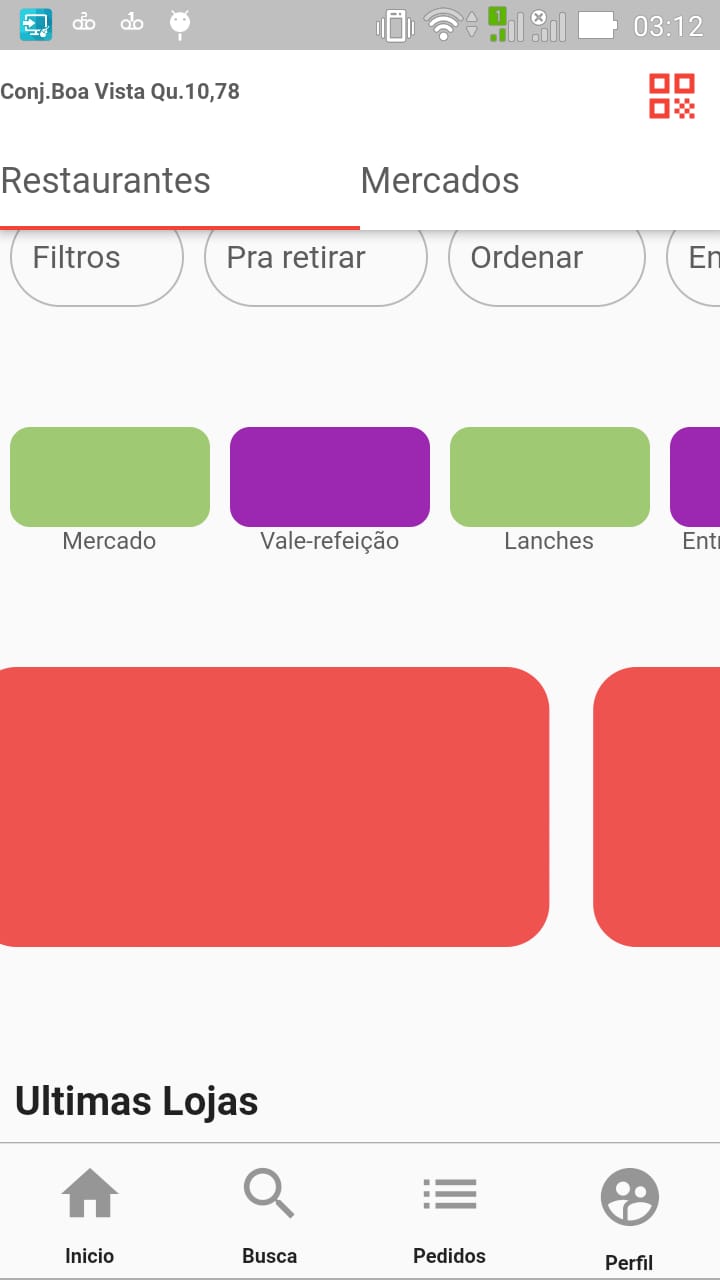 03:12
Conj.Boa Vista Qu.10,78
Restaurantes Mercados
Filtros Pra retirar Ordenar En
Mercado Vale-refeição Lanches Entr
Ultimas Lojas
Inicio Busca Pedidos Perfil